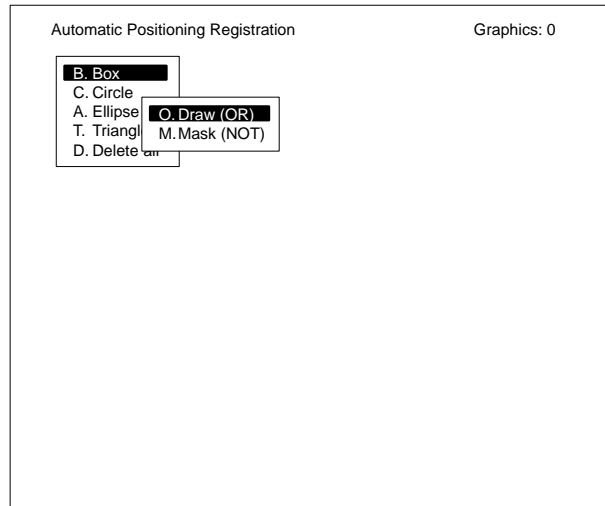 Automatic Positioning Registration Graphics: 0
B. Box
C. Circle
A. Ellipse
T. Triangl
D. Delete all
O. Draw (OR)
M. Mask (NOT)